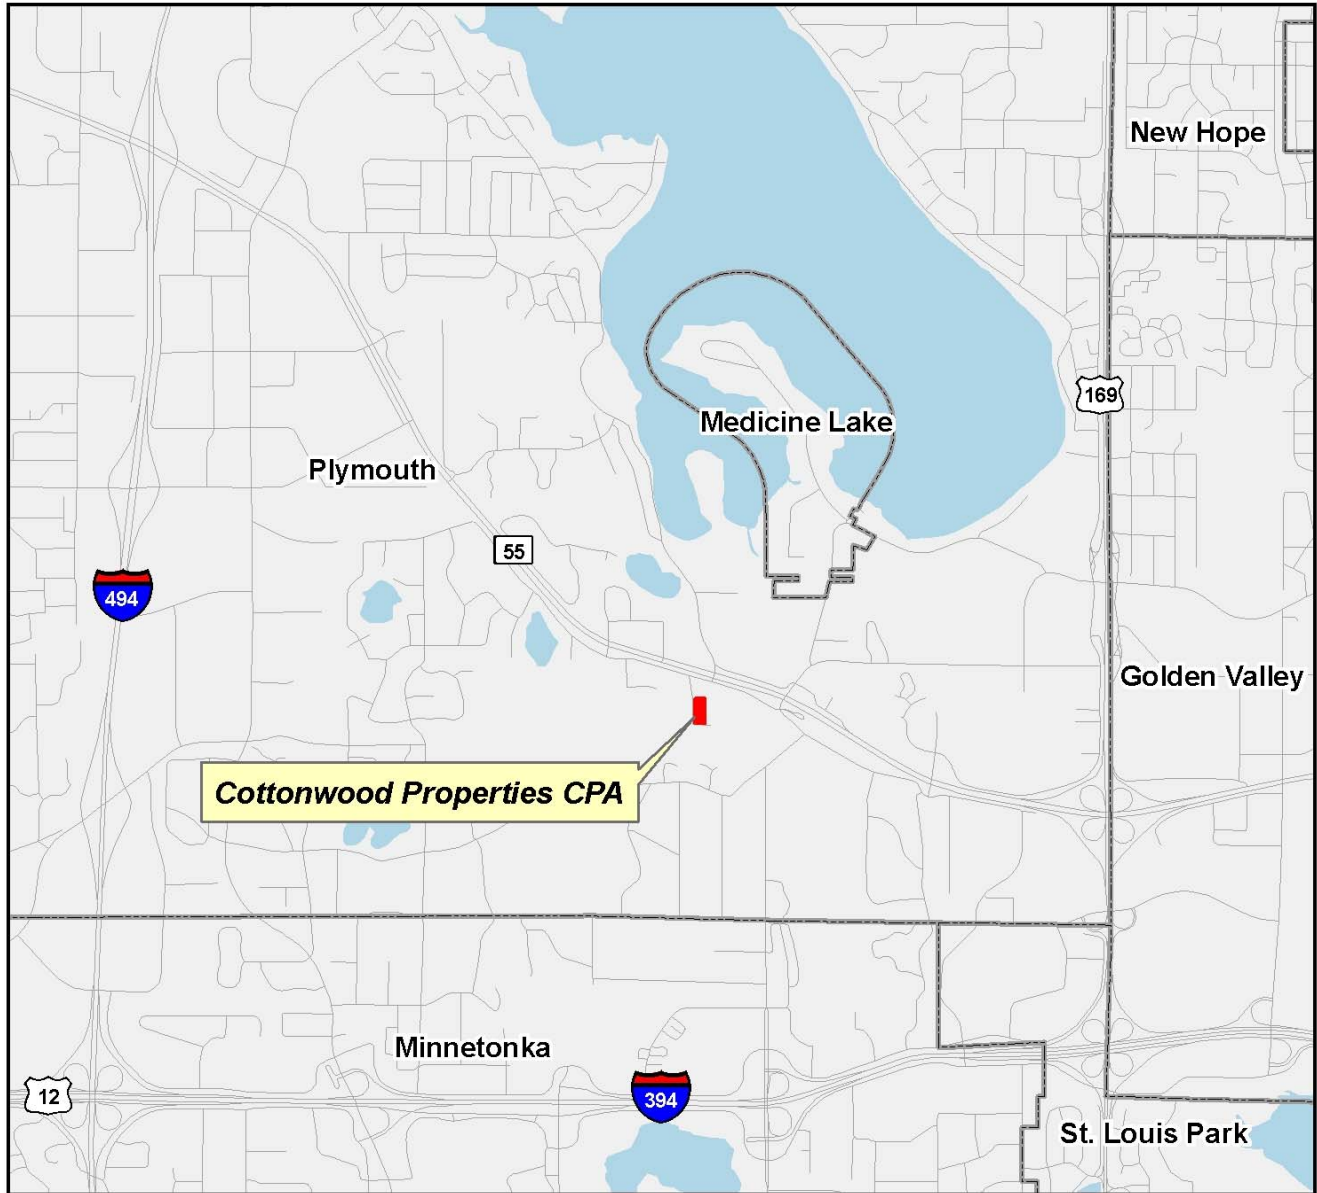 New Hope
169
Medicine Lake
Plymouth
55
494
Golden Valley
Cottonwood Properties CPA
Minnetonka
12
394
St. Louis Park